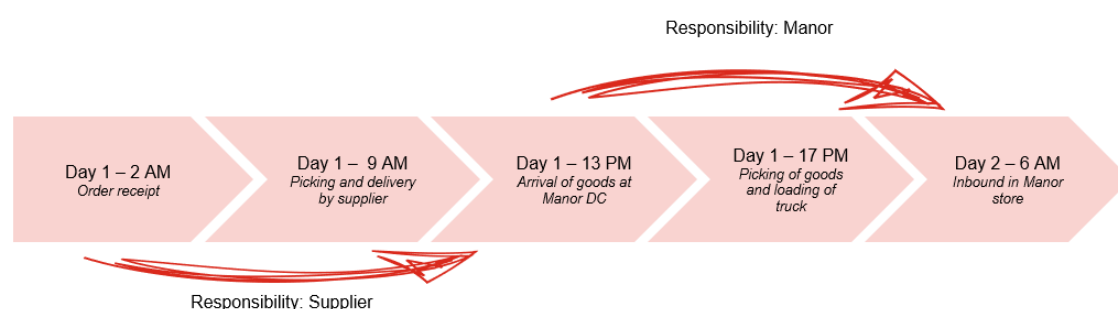 Responsibility: Manor
Day 1 – 2 AM
Order receipt
Day 1 –  9 AM
Picking and delivery
by supplier
Day 1 – 13 PM
Arrival of goods at
Manor DC
Day 1 – 17 PM
Picking of goods
and loading of
truck
Day 2 – 6 AM
Inbound in Manor
store
Responsibility: Supplier